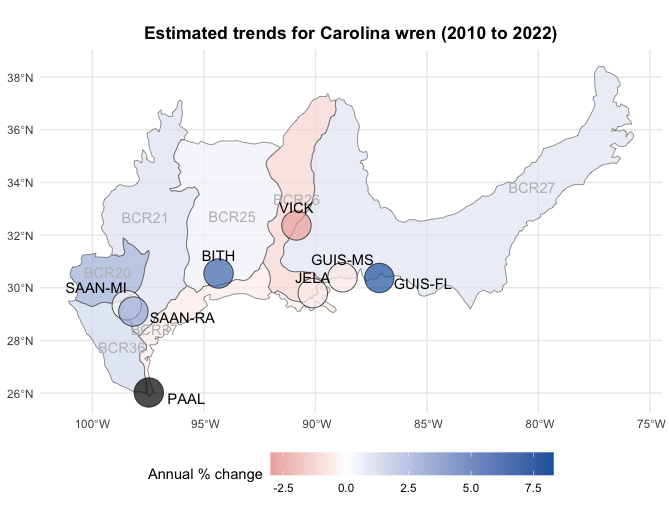 Estimated trends for Carolina wren (2010 to 2022)
38°N
36°N
34°N
32°N
30°N
28°N
26°N
BCR26
BCR27
VICK
BCR21
BCR25
BITH
GUIS-MS
BCR20
JELA
GUIS-FL
SAAN-MI
SAAN-RA
BCR37
BCR36
PAAL
100°W
95°W
90°W
85°W
80°W
75°W
Annual % change
-2.5
0.0
2.5
5.0
7.5